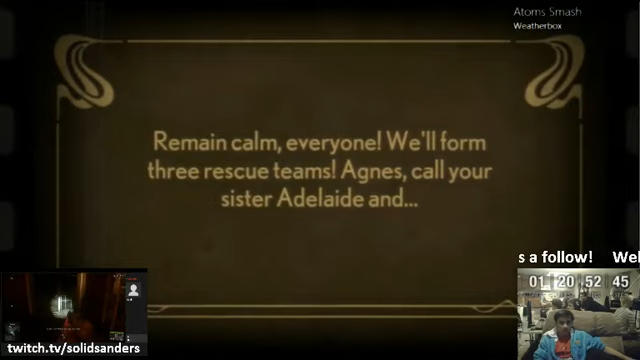 Atoms Smash
Weatherbox
Remain calm, everyone! We'll form
three rescue teams! Agnes, call your
sister Adelaide and...
s a follow! Wel
01 20 52 45
twitch.tv/solidsanders